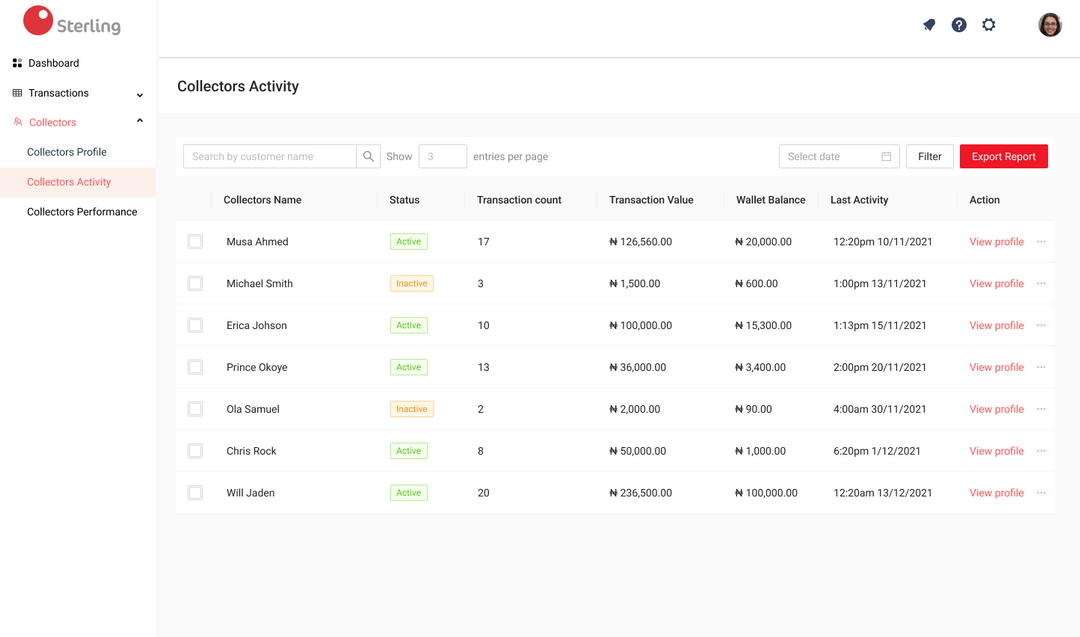 Sterling
Dashboard
Transactions
Collectors
Collectors Profile
Collectors Activity
Collectors Performance
Collectors Activity
Search by customer name Show 3 entries per page Select date Filter Export Report
Collectors Name Status Transaction count Transaction Value Wallet Balance Last Activity Action
Musa Ahmed Active 17 ₦ 126,560.00 ₦ 20,000.00 12:20pm 10/11/2021 View profile ...
Michael Smith Inactive 3 ₦ 1,500.00 ₦ 600.00 1:00pm 13/11/2021 View profile ...
Erica Johson Active 10 ₦ 100,000.00 ₦ 15,300.00 1:13pm 15/11/2021 View profile ...
Prince Okoye Active 13 ₦ 36,000.00 ₦ 3,400.00 2:00pm 20/11/2021 View profile ...
Ola Samuel Inactive 2 ₦ 2,000.00 ₦ 90.00 4:00am 30/11/2021 View profile ...
Chris Rock Active 8 ₦ 50,000.00 ₦ 1,000.00 6:20pm 1/12/2021 View profile ...
Will Jaden Active 20 ₦ 236,500.00 ₦ 100,000.00 12:20am 13/12/2021 View profile ...